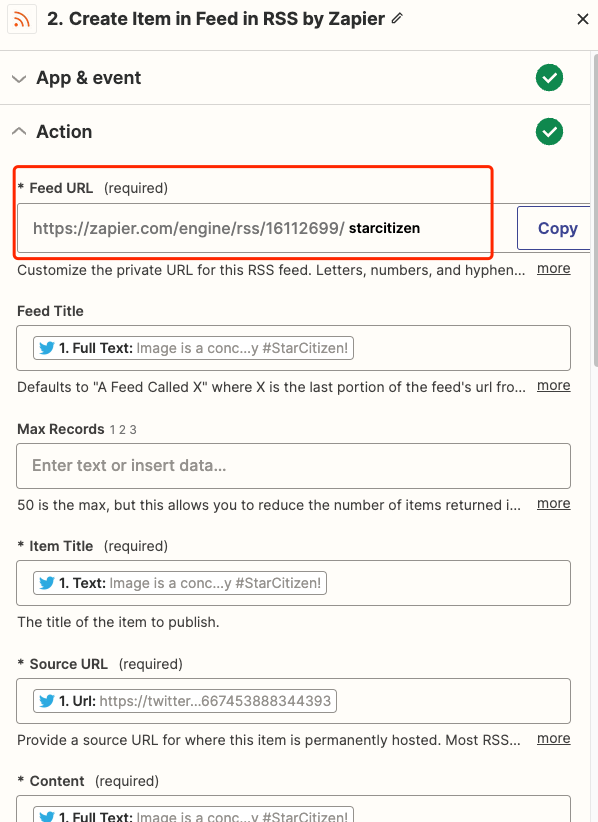 2. Create Item in Feed in RSS by Zapier
App & event
Action
* Feed URL (required)
https://zapier.com/engine/rss/16112699/ starcitizen
Copy
Customize the private URL for this RSS feed. Letters, numbers, and hyphen... more
Feed Title
1. Full Text: Image is a conc...y #StarCitizen!
Defaults to "A Feed Called X" where X is the last portion of the feed's url fro... more
Max Records 1 2 3
Enter text or insert data...
50 is the max, but this allows you to reduce the number of items returned i... more
* Item Title (required)
1. Text: Image is a conc...y #StarCitizen!
The title of the item to publish.
* Source URL (required)
1. Url: https://twitter...667453888344393
Provide a source URL for where this item is permanently hosted. Most RSS... more
* Content (required)
1. Full Text: Image is a conc...y #StarCitizen!